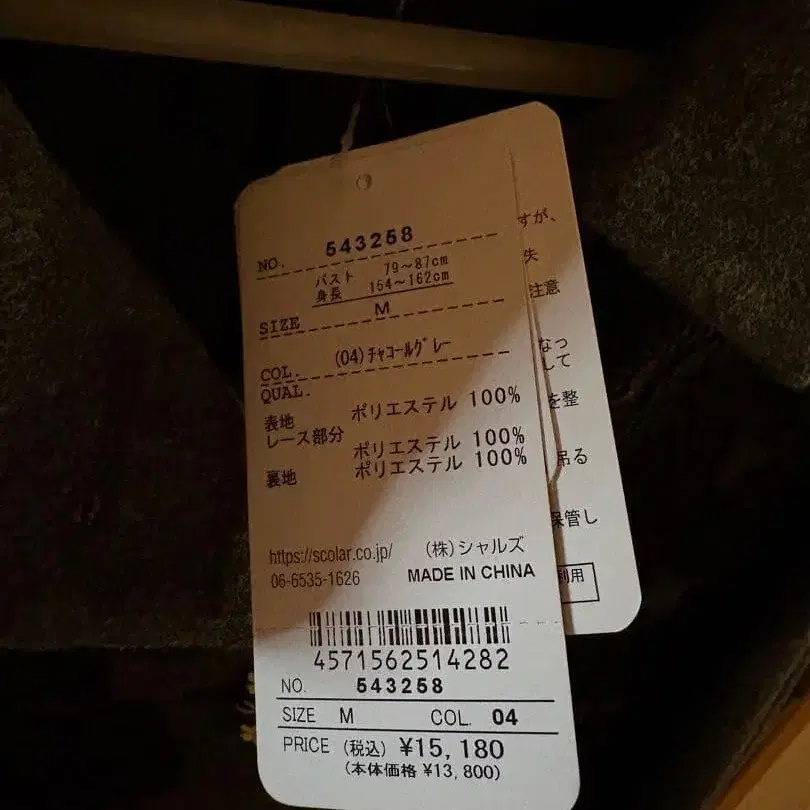 NO. 543258
バスト 79～87cm
身長 154～162cm
SIZE M
COL. (04)ﾁｬｺｰﾙｸﾞﾚｰ
QUAL.
表地 ポリエステル 100%
レース部分 ポリエステル 100%
裏地 ポリエステル 100%
https://scolar.co.jp/ (株)シャルズ
06-6535-1626 MADE IN CHINA
4571562514282
NO. 543258
SIZE M COL. 04
PRICE (税込) ¥15,180
(本体価格 ¥13,800)
すが、
失
注意
なっ
して
を整
吊る
保管し
利用